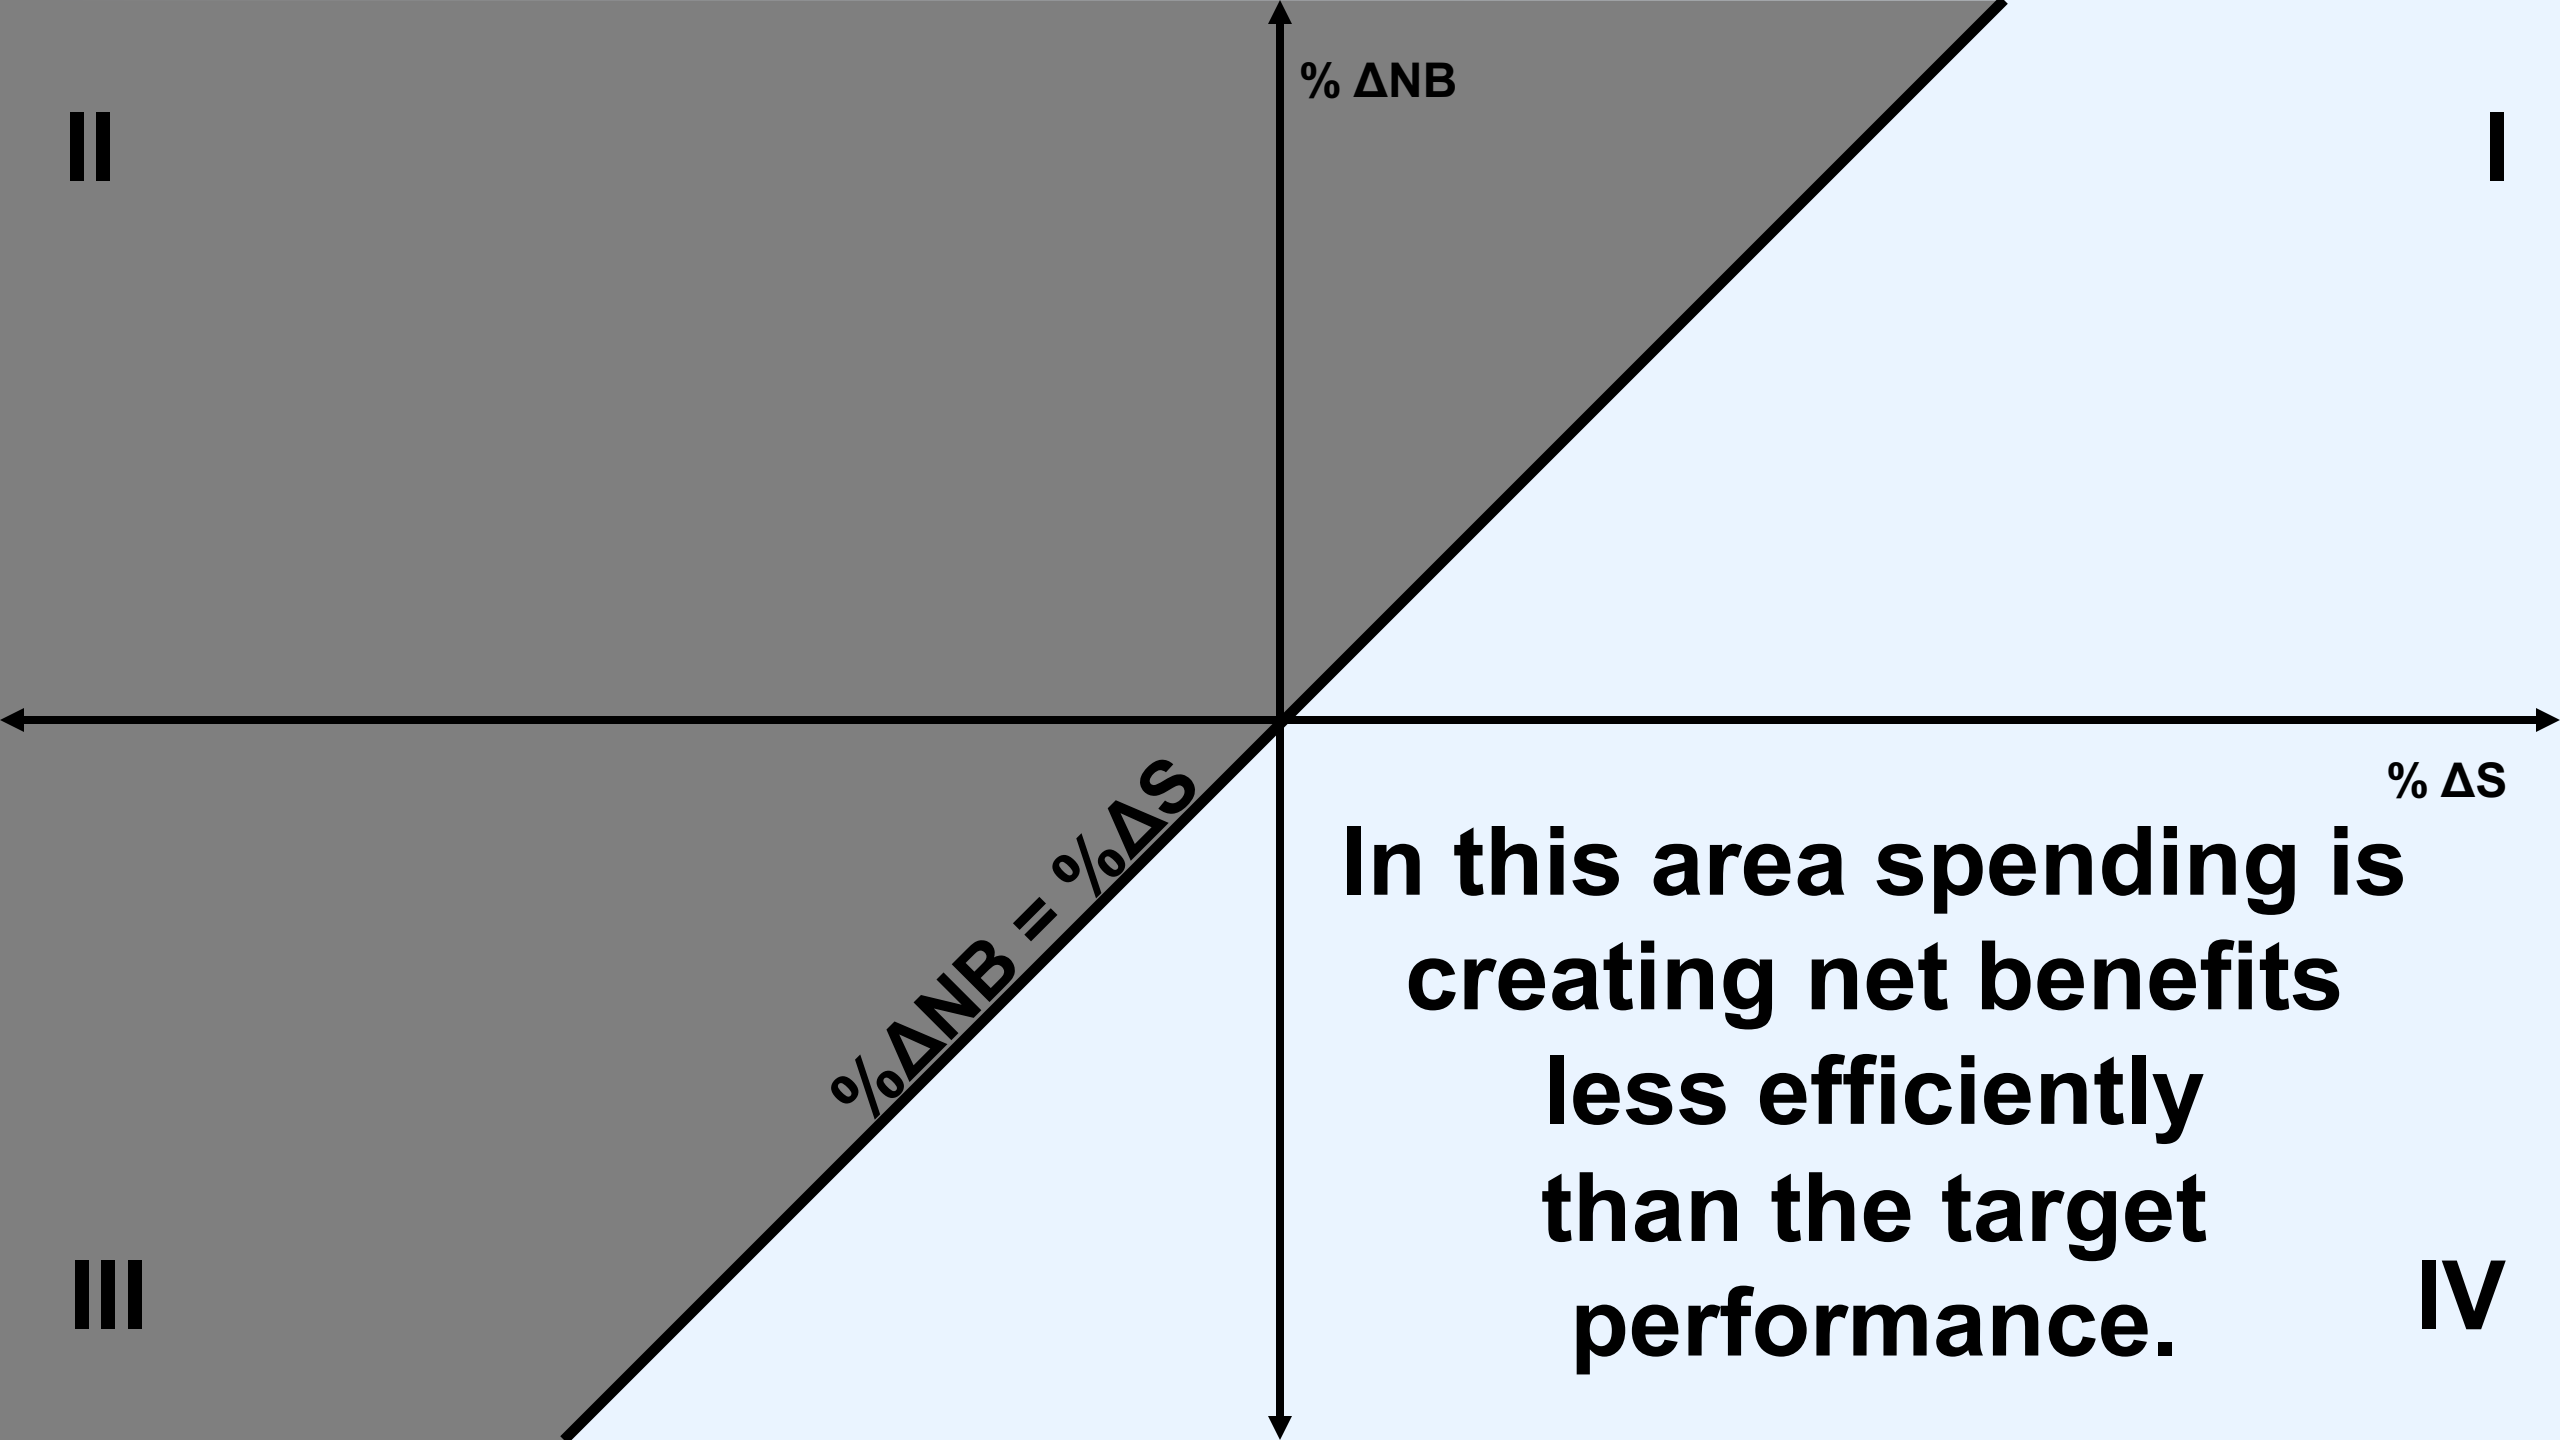 % ΔNB
II
I
% ΔS
%ΔNB = %ΔS
In this area spending is
creating net benefits
less efficiently
than the target
performance.
III
IV